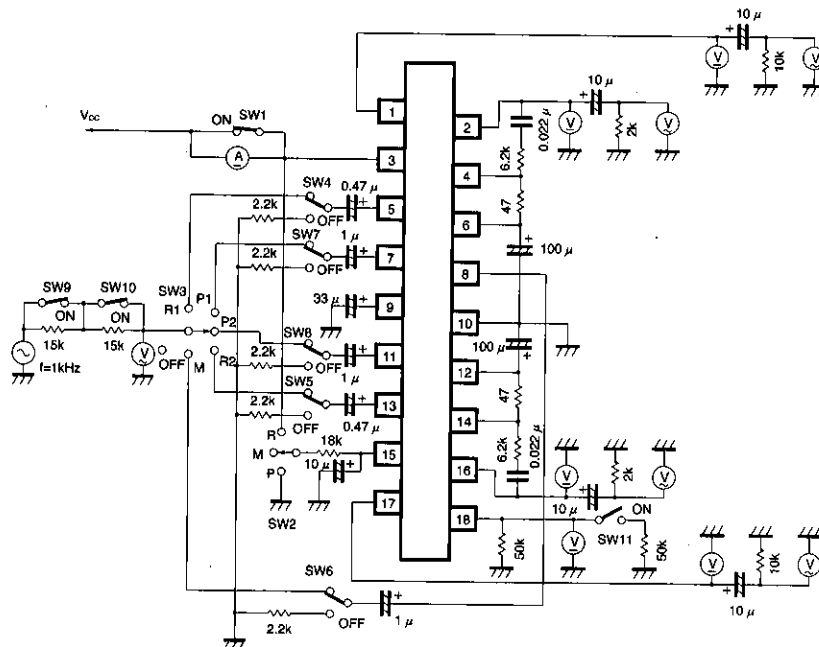 10 μ
+
V
10k
V
10 μ
+
1
2
0.022 μ
V
2k
V
VCC
ON
SW1
A
3
6.2k
4
SW4
0.47 μ
+
5
2.2k
OFF
47
6
SW7
1 μ
+
7
2.2k
OFF
+
100 μ
8
SW9
SW10
SW3
R1
P1
ON
ON
33 μ
+
9
15k
15k
P2
10
f=1kHz
V
OFF
M
R2
SW8
+
11
2.2k
OFF
1 μ
100 μ
+
12
SW5
+
13
2.2k
OFF
0.47 μ
47
14
R
M
P
SW2
18k
10 μ
+
15
6.2k
0.022 μ
16
17
V
2k
V
+
10 μ
18
ON
SW11
50k
V
50k
V
10k
V
+
10 μ
SW6
+
2.2k
OFF
1 μ